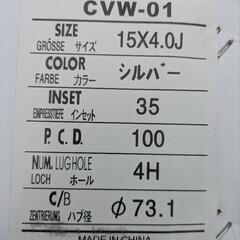 CVW-01
SIZE
GRÖSSE サイズ
15X4.0J
COLOR
FARBE カラー
シルバー
INSET
EINPRESSTIEFE インセット
35
P.C.D.
100
NUM. LUGHOLE
LOCH ホール
4H
C/B
ZENTRIERUNG ハブ径
φ73.1
MADE IN CHINA